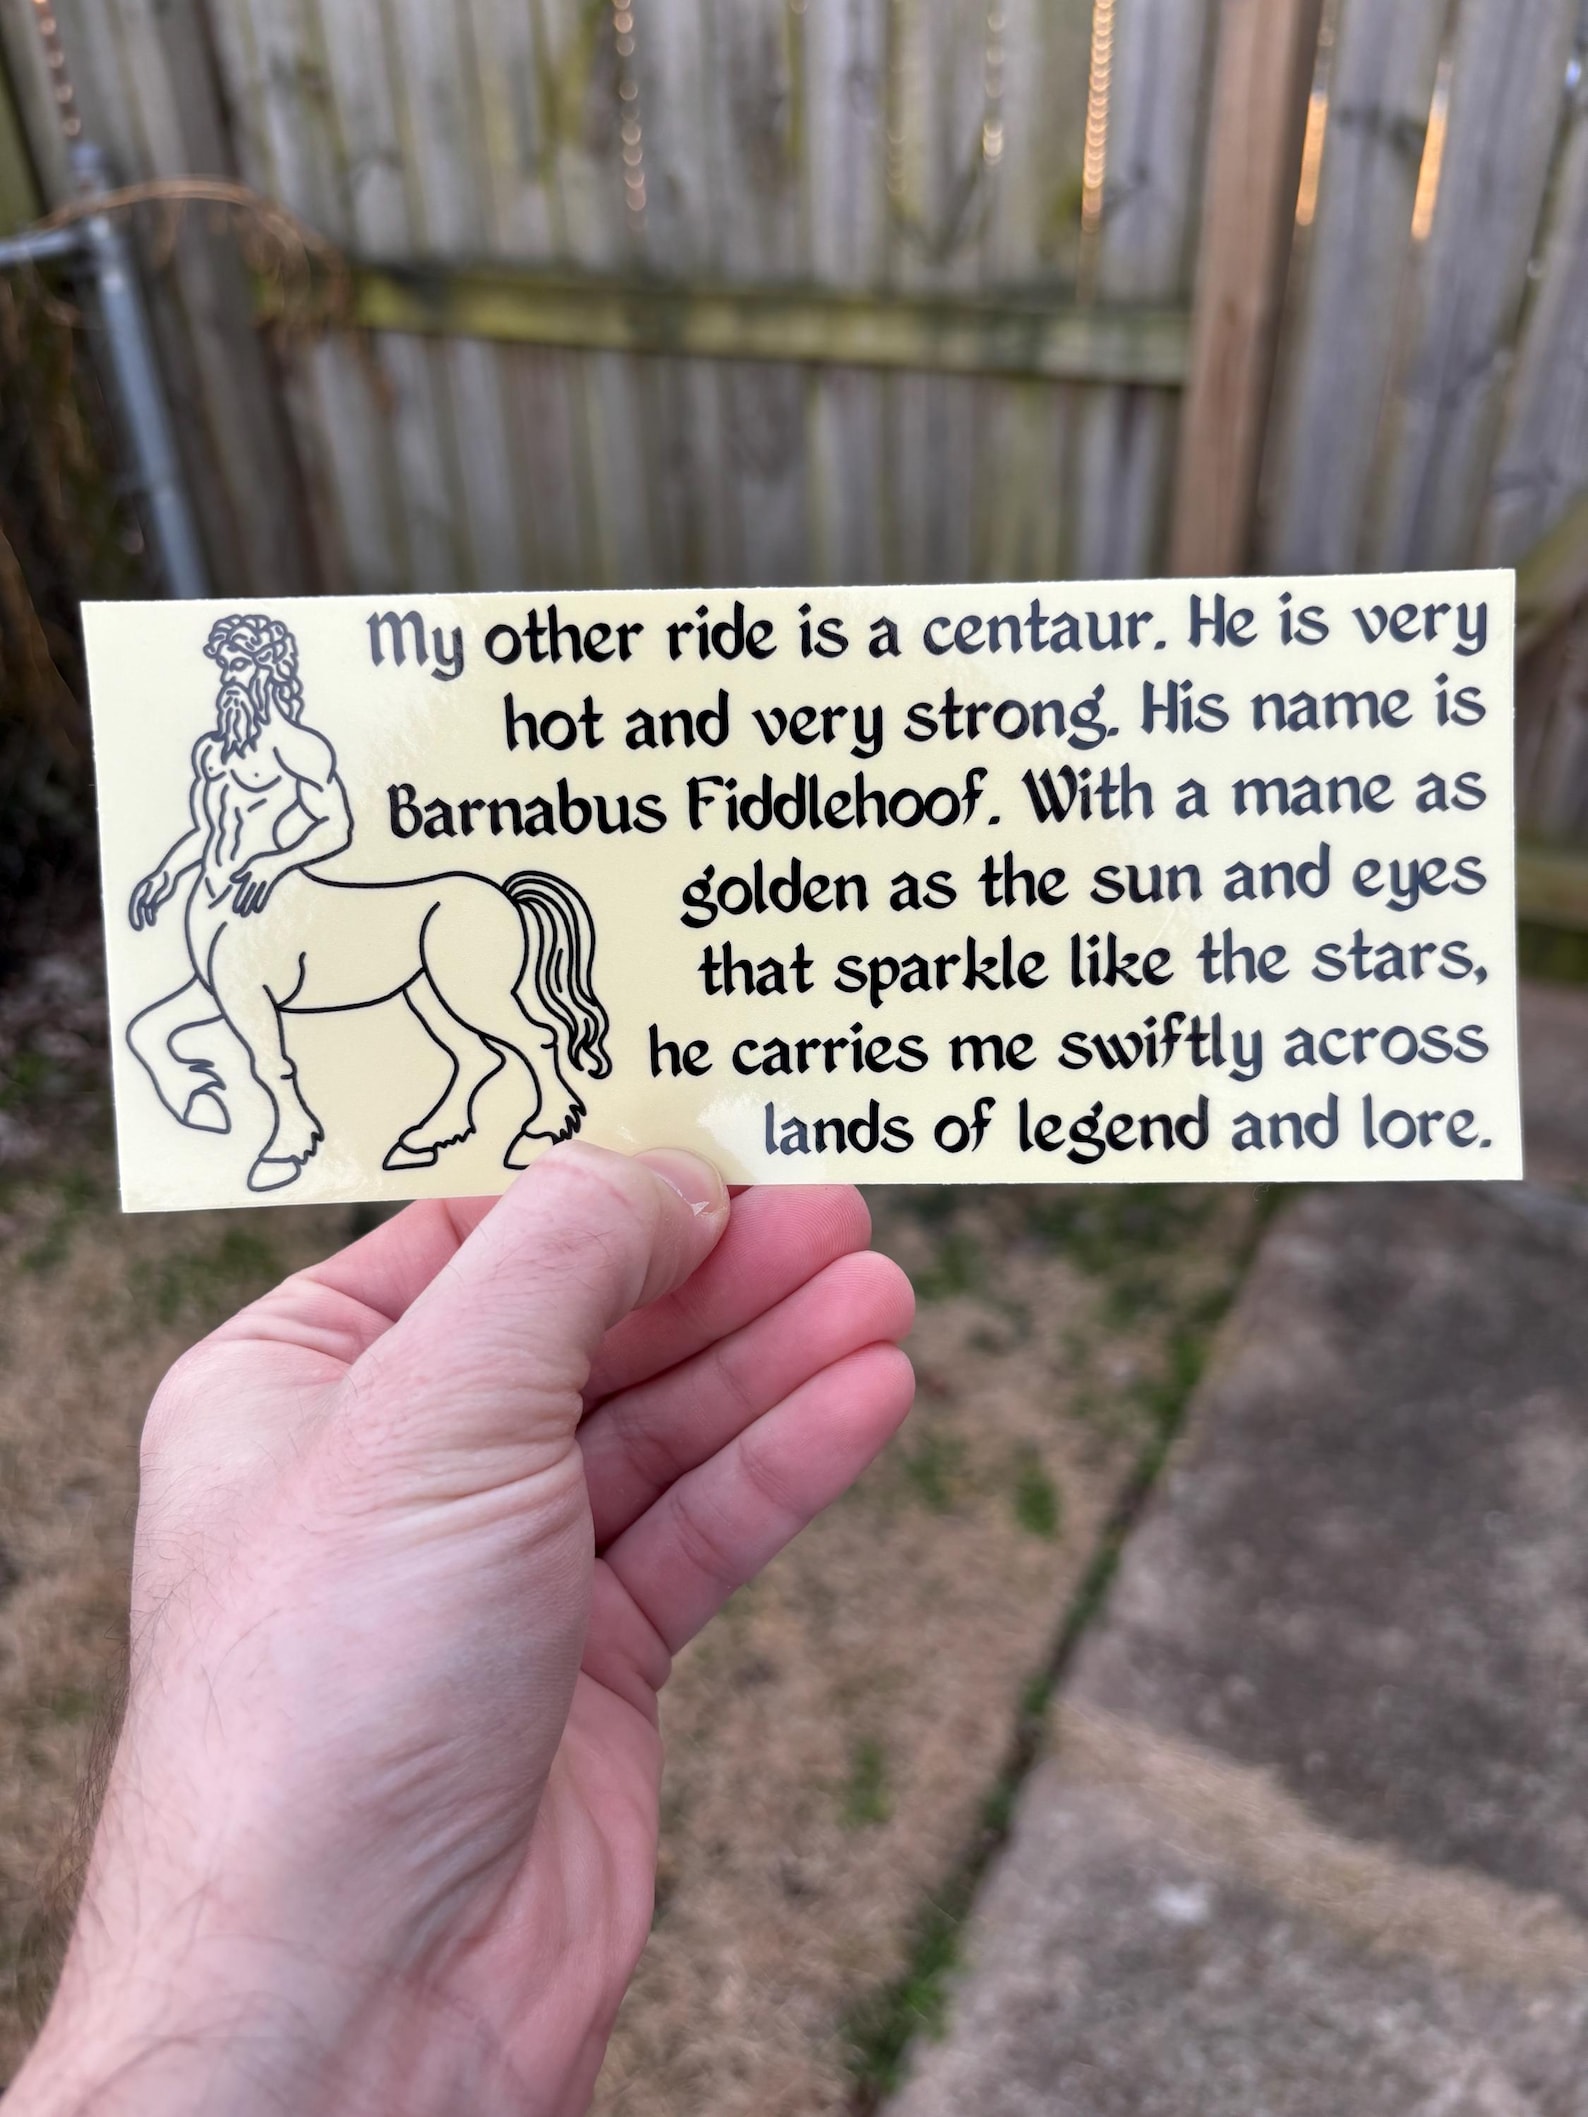 My other ride is a centaur. He is very
hot and very strong. His name is
Barnabus Fiddlehoof. With a mane as
golden as the sun and eyes
that sparkle like the stars,
he carries me swiftly across
lands of legend and lore.